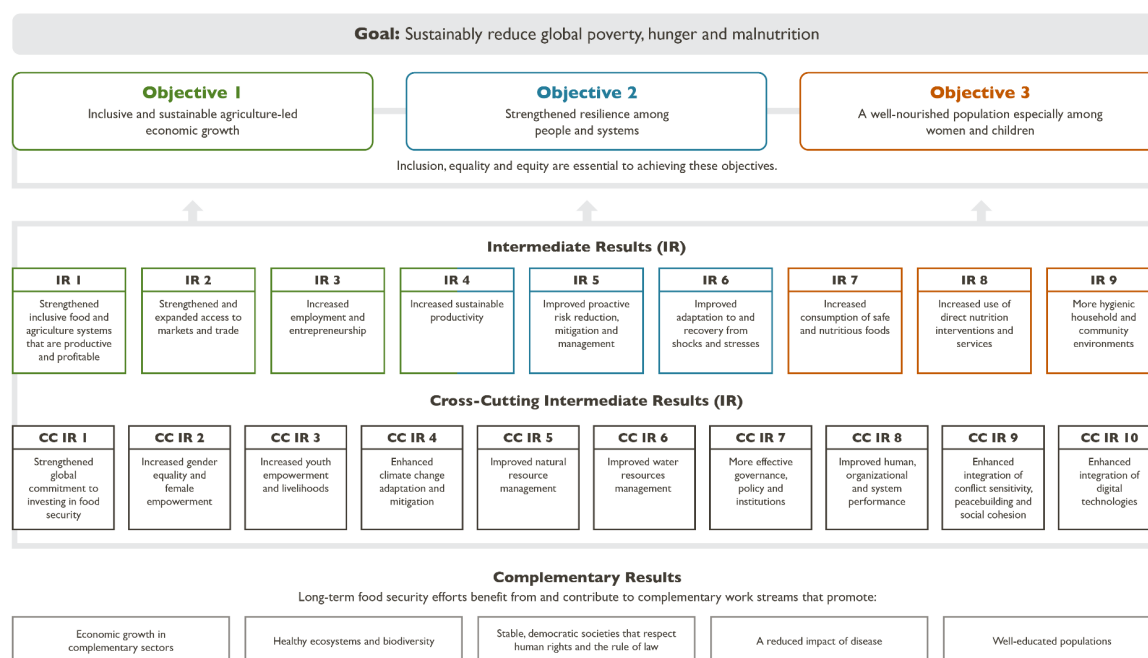 Goal: Sustainably reduce global poverty, hunger and malnutrition
Objective 1
Inclusive and sustainable agriculture-led
economic growth
Objective 2
Strengthened resilience among
people and systems
Objective 3
A well-nourished population especially among
women and children
Inclusion, equality and equity are essential to achieving these objectives.
Intermediate Results (IR)
IR 1
Strengthened
inclusive food and
agriculture systems
that are productive
and profitable
IR 2
Strengthened and
expanded access to
markets and trade
IR 3
Increased
employment and
entrepreneurship
IR 4
Increased sustainable
productivity
IR 5
Improved proactive
risk reduction,
mitigation and
management
IR 6
Improved
adaptation to and
recovery from
shocks and stresses
IR 7
Increased
consumption of safe
and nutritious foods
IR 8
Increased use of
direct nutrition
interventions and
services
IR 9
More hygienic
household and
community
environments
Cross-Cutting Intermediate Results (IR)
CC IR 1
Strengthened
global
commitment to
investing in food
security
CC IR 2
Increased gender
equality and
female
empowerment
CC IR 3
Increased youth
empowerment
and livelihoods
CC IR 4
Enhanced
climate change
adaptation and
mitigation
CC IR 5
Improved natural
resource
management
CC IR 6
Improved water
resources
management
CC IR 7
More effective
governance,
policy and
institutions
CC IR 8
Improved human,
organizational
and system
performance
CC IR 9
Enhanced
integration of
conflict sensitivity,
peacebuilding and
social cohesion
CC IR 10
Enhanced
integration of
digital
technologies
Complementary Results
Long-term food security efforts benefit from and contribute to complementary work streams that promote:
Economic growth in
complementary sectors
Healthy ecosystems and biodiversity
Stable, democratic societies that respect
human rights and the rule of law
A reduced impact of disease
Well-educated populations